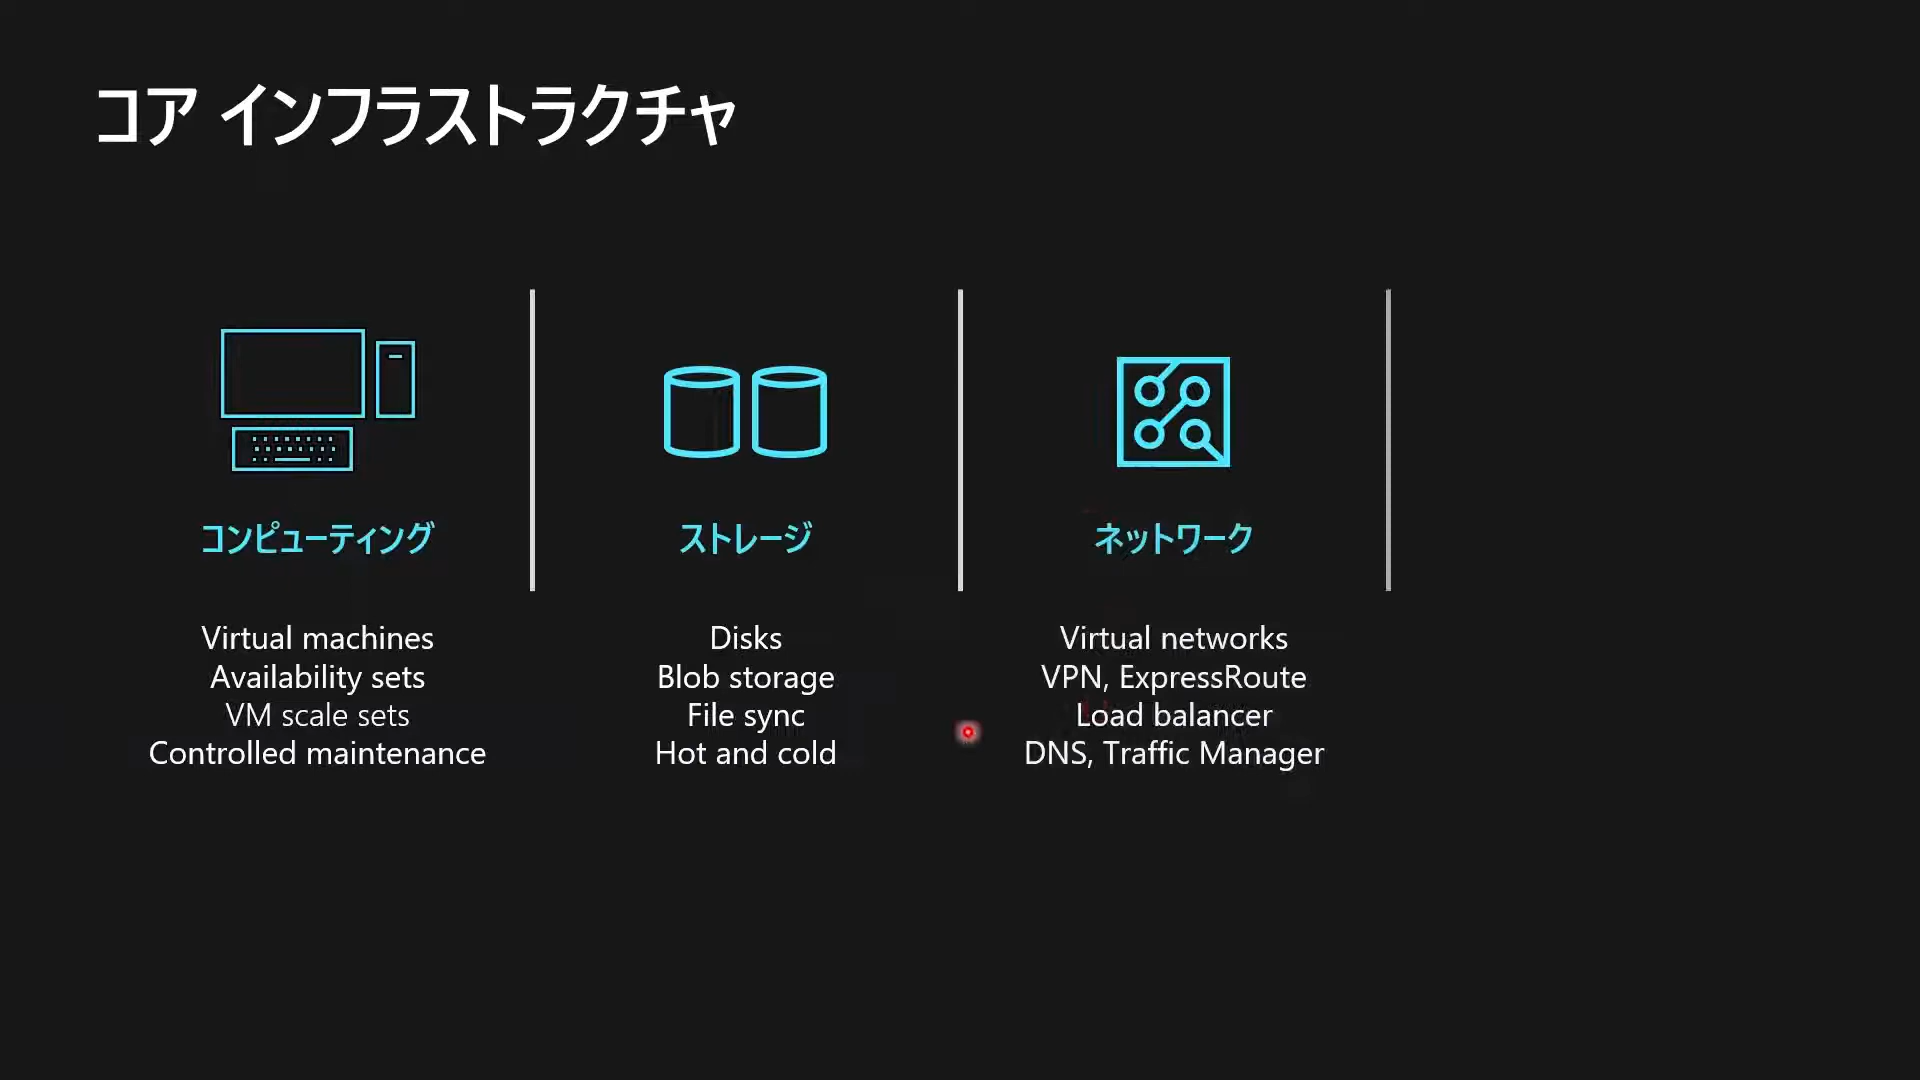 コア インフラストラクチャ
コンピューティング
Virtual machines
Availability sets
VM scale sets
Controlled maintenance
ストレージ
Disks
Blob storage
File sync
Hot and cold
ネットワーク
Virtual networks
VPN, ExpressRoute
Load balancer
DNS, Traffic Manager